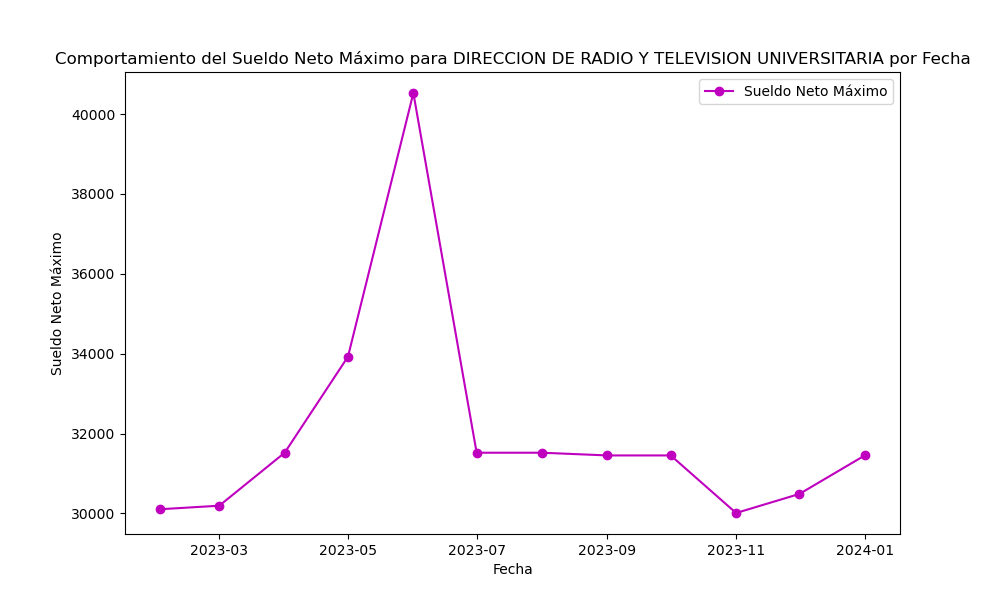 Comportamiento del Sueldo Neto Máximo para DIRECCION DE RADIO Y TELEVISION UNIVERSITARIA por Fecha
Sueldo Neto Máximo
40000
38000
36000
34000
32000
30000
Sueldo Neto Máximo
2023-03 2023-05 2023-07 2023-09 2023-11 2024-01
Fecha